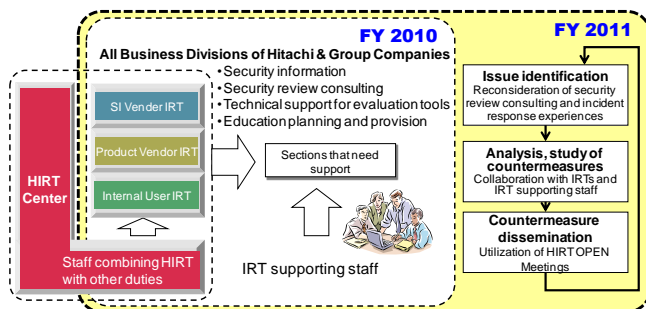 FY 2010
FY 2011
All Business Divisions of Hitachi & Group Companies
・Security information
・Security review consulting
・Technical support for evaluation tools
・Education planning and provision
SI Vender IRT
Product Vendor IRT
Internal User IRT
HIRT
Center
Staff combining HIRT
with other duties
Sections that need
support
IRT supporting staff
Issue identification
Reconsideration of security
review consulting and incident
response experiences
Analysis, study of
countermeasures
Collaboration with IRTs and
IRT supporting staff
Countermeasure
dissemination
Utilization of HIRT OPEN
Meetings